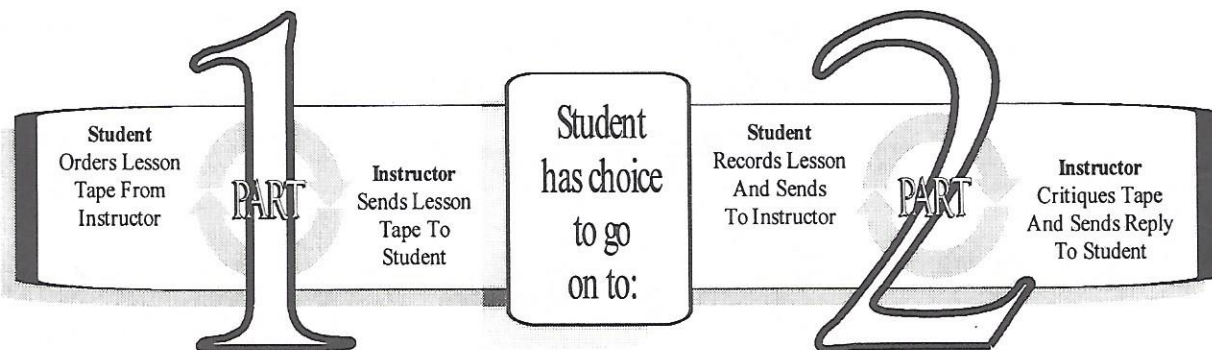 1
PART
Student
Orders Lesson
Tape From
Instructor
Instructor
Sends Lesson
Tape To
Student
Student
has choice
to go
on to:
2
PART
Student
Records Lesson
And Sends
To Instructor
Instructor
Critiques Tape
And Sends Reply
To Student